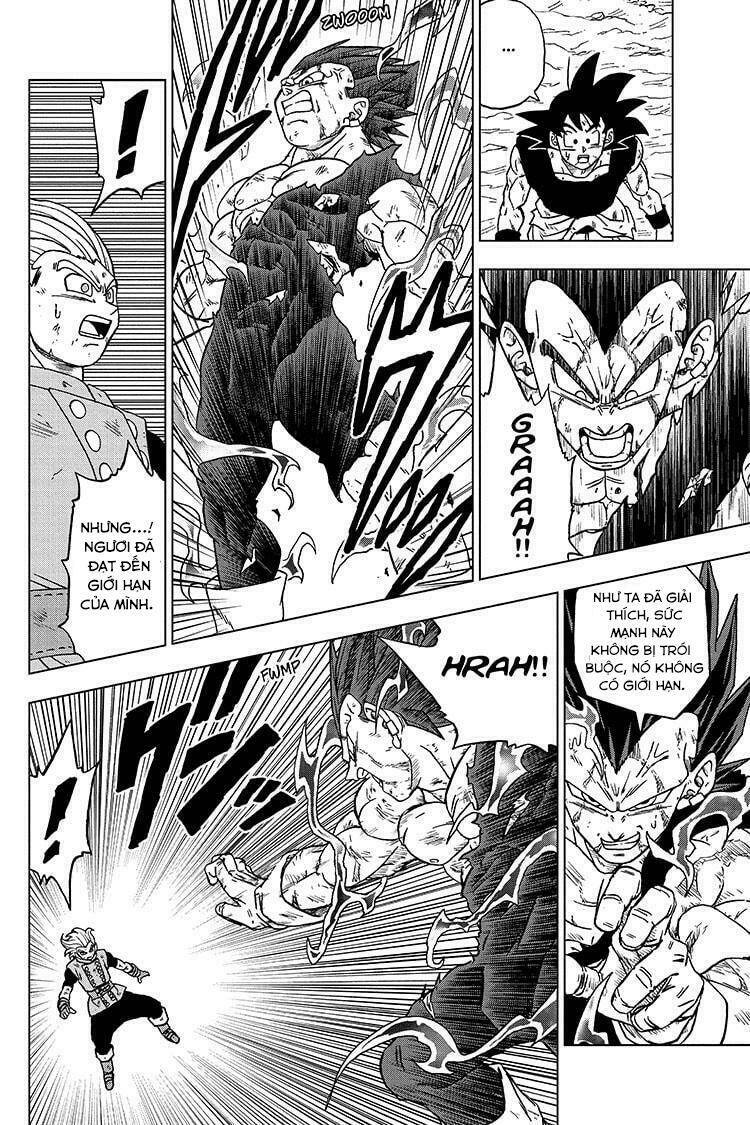 ...
GRAAAH!!
ZWOOOM
!
NHƯNG...!
NGƯƠI ĐÃ
ĐẠT ĐẾN
GIỚI HẠN
CỦA MÌNH.
NHƯ TA ĐÃ GIẢI
THÍCH, SỨC
MẠNH NÀY
KHÔNG BỊ TRÓI
BUỘC, NÓ KHÔNG
CÓ GIỚI HẠN.
HRAH!!
FWMP
!